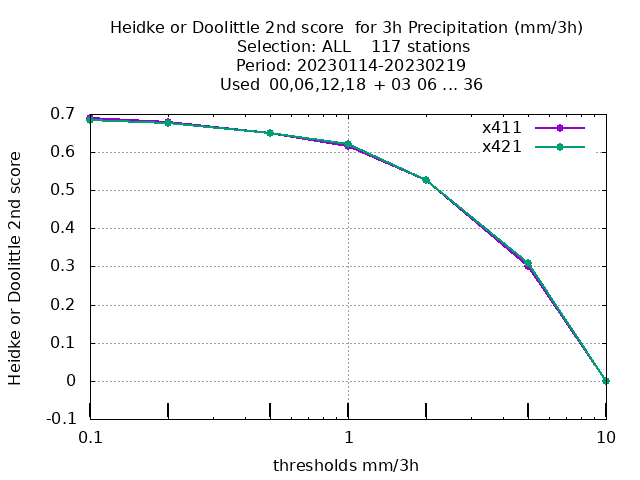 Heidke or Doolittle 2nd score  for 3h Precipitation (mm/3h)
Selection: ALL    117 stations
Period: 20230114-20230219
Used  00,06,12,18  + 03 06 ... 36
x411
x421
0.7
0.6
0.5
0.4
0.3
0.2
0.1
0
-0.1
Heidke or Doolittle 2nd score
0.1
1
10
thresholds mm/3h